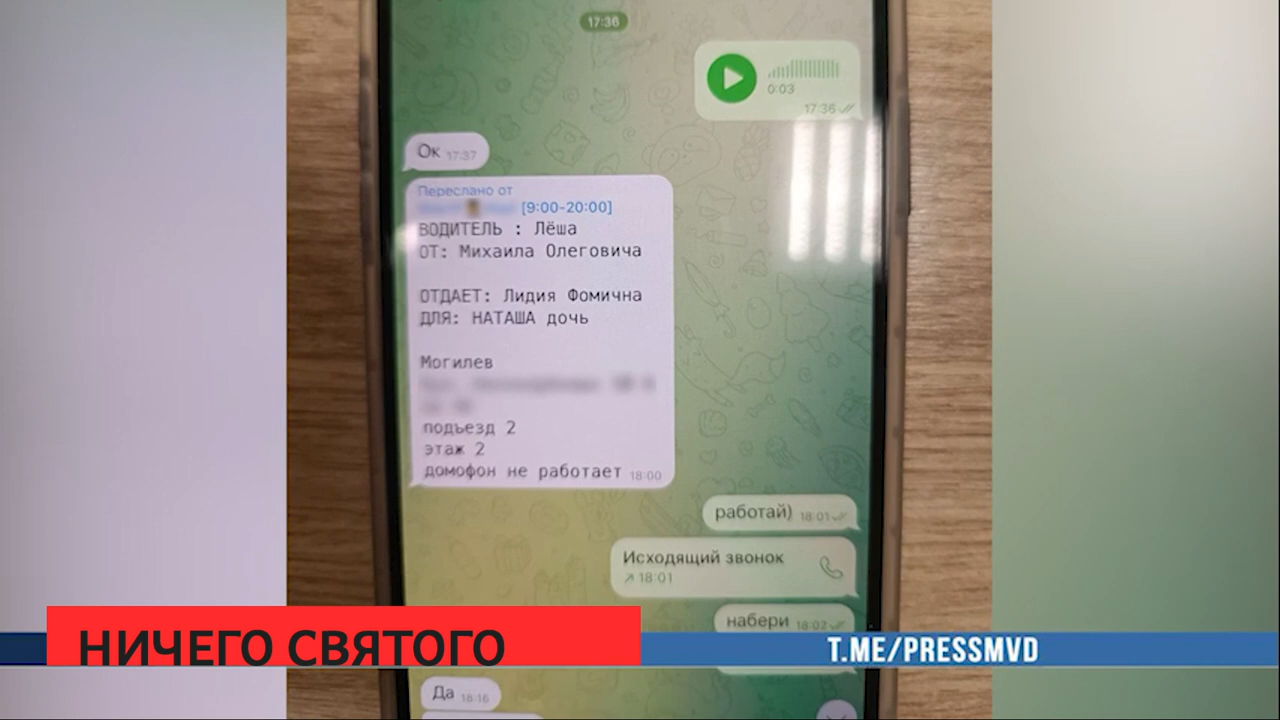 17:36
0:03
17:36
Ок 17:37
Переслано от
[9:00-20:00]
ВОДИТЕЛЬ : Лёша
ОТ: Михаила Олеговича
ОТДАЕТ: Лидия Фомична
ДЛЯ: НАТАША дочь
Могилев
подъезд 2
этаж 2
домофон не работает 18:00
работай) 18:01
Исходящий звонок
18:01
набери 18:02
НИЧЕГО СВЯТОГО
T.ME/PRESSMVD
Да 18:16